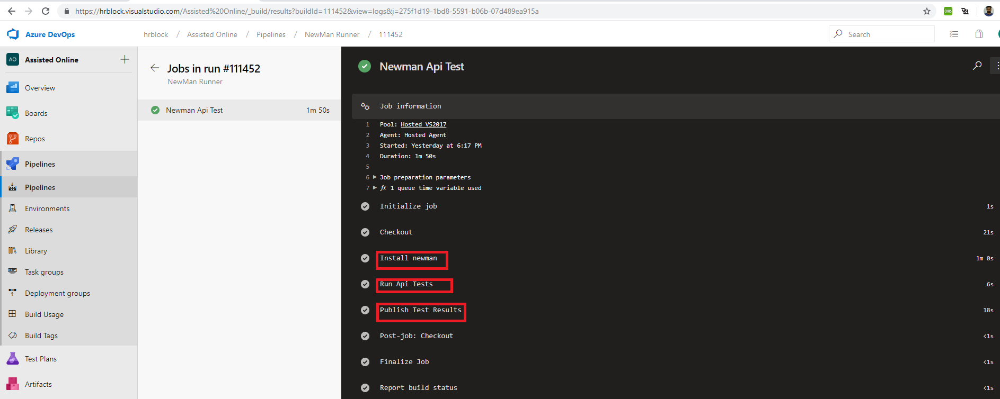 https://hrblock.visualstudio.com/Assisted%20Online/_build/results?buildId=111452&view=logs&j=275f1d19-1bd8-5591-b06b-07d489ea915a
CORS
Azure DevOps
hrblock / Assisted Online / Pipelines / NewMan Runner / 111452
Search
AO Assisted Online
Overview
Boards
Repos
Pipelines
Pipelines
Environments
Releases
Library
Task groups
Deployment groups
Build Usage
Build Tags
Test Plans
Artifacts
Jobs in run #111452
NewMan Runner
Newman Api Test 1m 50s
Newman Api Test
Job information
1 Pool: Hosted VS2017
2 Agent: Hosted Agent
3 Started: Yesterday at 6:17 PM
4 Duration: 1m 50s
5
6 Job preparation parameters
7 fx 1 queue time variable used
Initialize job 1s
Checkout 21s
Install newman 1m 0s
Run Api Tests 6s
Publish Test Results 18s
Post-job: Checkout <1s
Finalize Job <1s
Report build status <1s